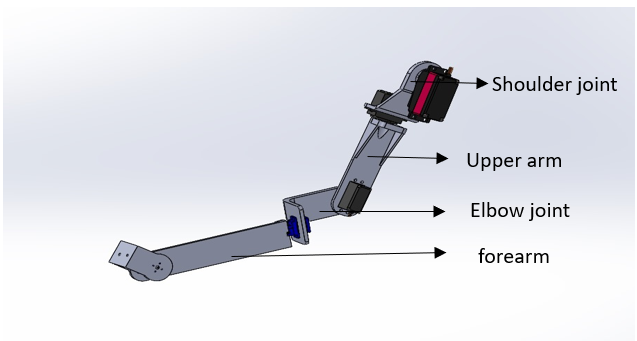 Shoulder joint
Upper arm
Elbow joint
forearm